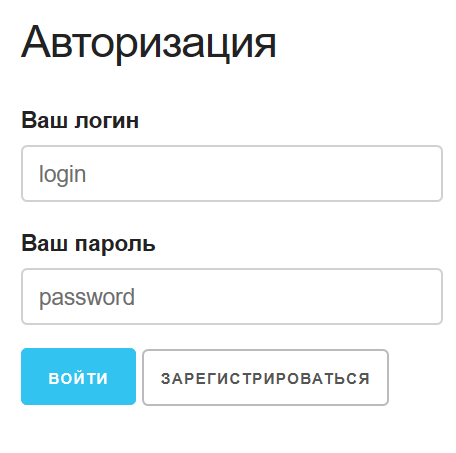 Авторизация
Ваш логин
login
Ваш пароль
password
ВОЙТИ ЗАРЕГИСТРИРОВАТЬСЯ